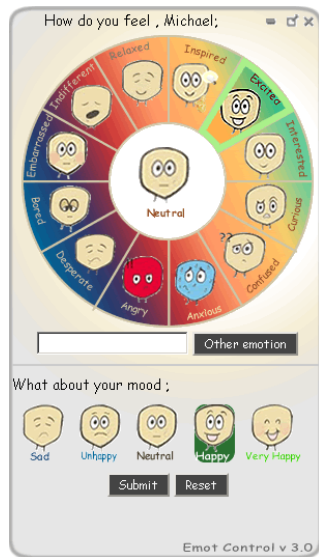 How do you feel , Michael;
Relaxed
Inspired
Excited
Interested
Curious
Confused
Anxious
Angry
Desperate
Bored
Embarrassed
Indifferent
??
Neutral
Other emotion
What about your mood ;
Sad Unhappy Neutral Happy Very Happy
Submit Reset
Emot Control v 3.0